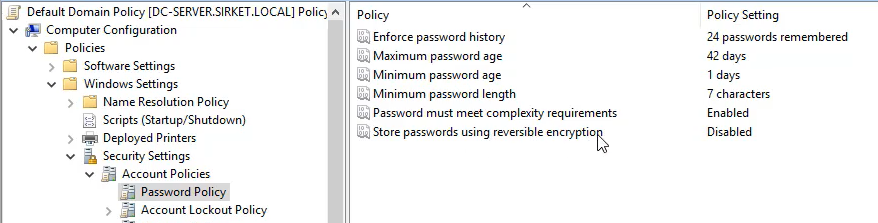 Default Domain Policy [DC-SERVER.SIRKET.LOCAL] Policy
Computer Configuration
Policies
Software Settings
Windows Settings
Name Resolution Policy
Scripts (Startup/Shutdown)
Deployed Printers
Security Settings
Account Policies
Password Policy
Account Lockout Policy
Policy Policy Setting
Enforce password history 24 passwords remembered
Maximum password age 42 days
Minimum password age 1 days
Minimum password length 7 characters
Password must meet complexity requirements Enabled
Store passwords using reversible encryption Disabled